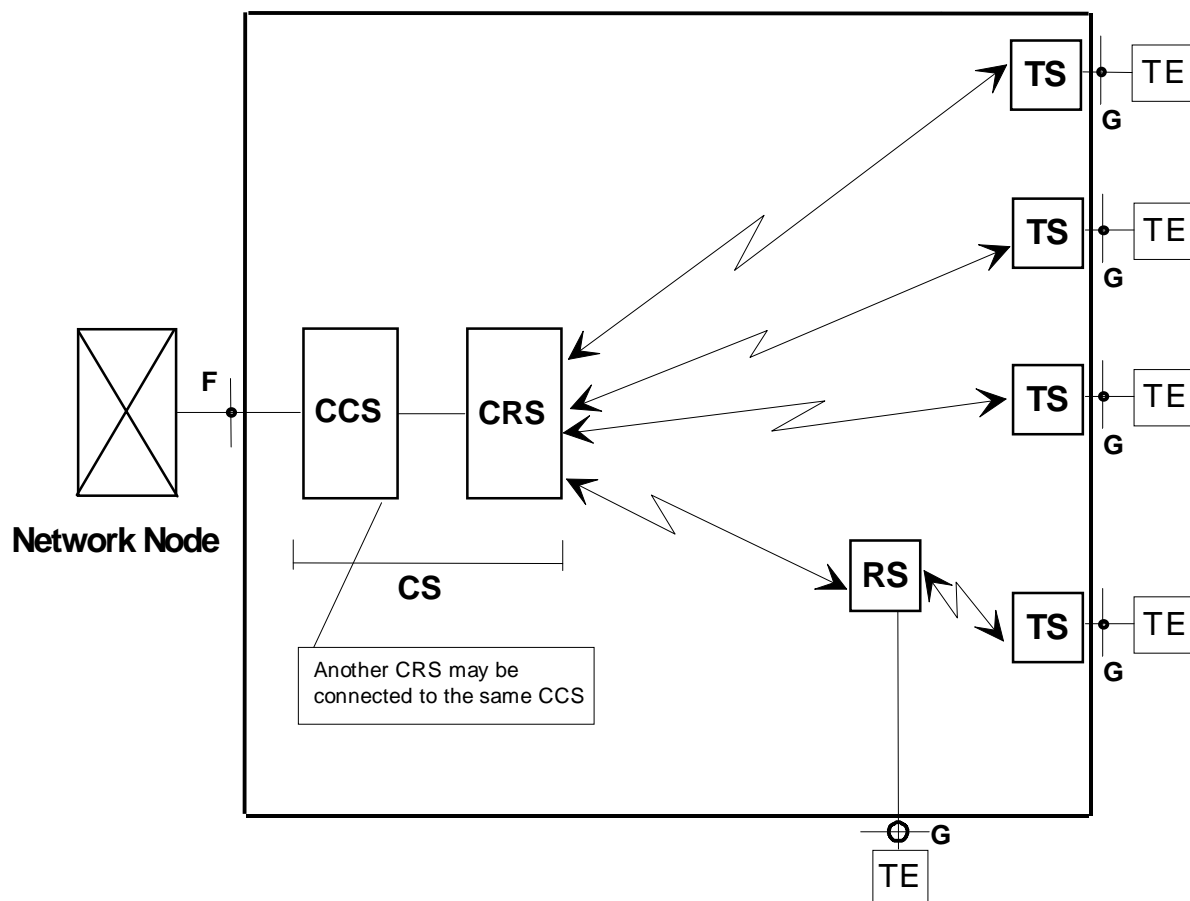 TS
TE
G
TS
TE
G
F
CCS
CRS
TS
TE
G
Network Node
CS
RS
TS
TE
G
Another CRS may be
connected to the same CCS
G
TE